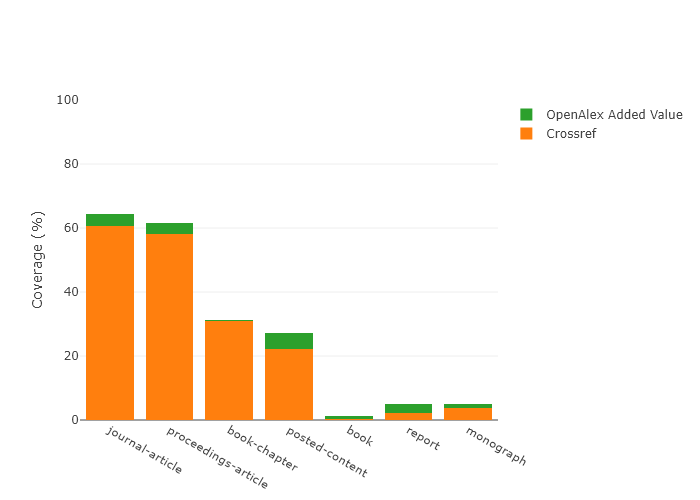 100
80
60
40
20
0
Coverage (%)
OpenAlex Added Value
Crossref
journal-article
proceedings-article
book-chapter
posted-content
book
report
monograph